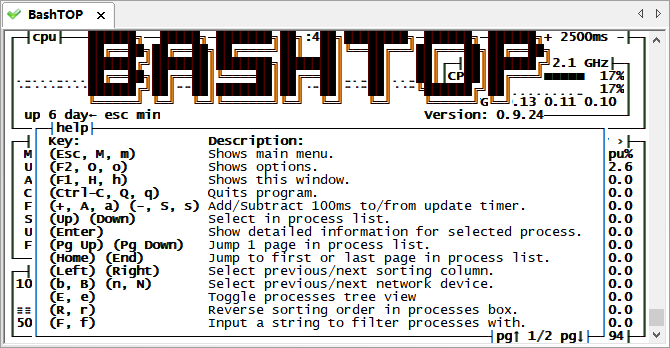 BashTOP
cpu :4 + 2500ms -
BASHTOP
2.1 GHz
CP 17%
17%
.13 0.11 0.10
up 6 day← esc min Version: 0.9.24
help
Key: Description:
M (Esc, M, m) Shows main menu. pu%
U (F2, O, o) Shows options. 2.6
A (F1, H, h) Shows this window. 0.0
C (Ctrl-C, Q, q) Quits program. 0.0
F (+, A, a) (-, S, s) Add/Subtract 100ms to/from update timer. 0.0
S (Up) (Down) Select in process list. 0.0
U (Enter) Show detailed information for selected process. 0.0
F (Pg Up) (Pg Down) Jump 1 page in process list. 0.0
(Home) (End) Jump to first or last page in process list. 0.0
(Left) (Right) Select previous/next sorting column. 0.0
10 (b, B) (n, N) Select previous/next network device. 0.0
(E, e) Toggle processes tree view 0.0
(R, r) Reverse sorting order in processes box. 0.0
50 (F, f) Input a string to filter processes with. 0.0
pg↑ 1/2 pg↓ 94